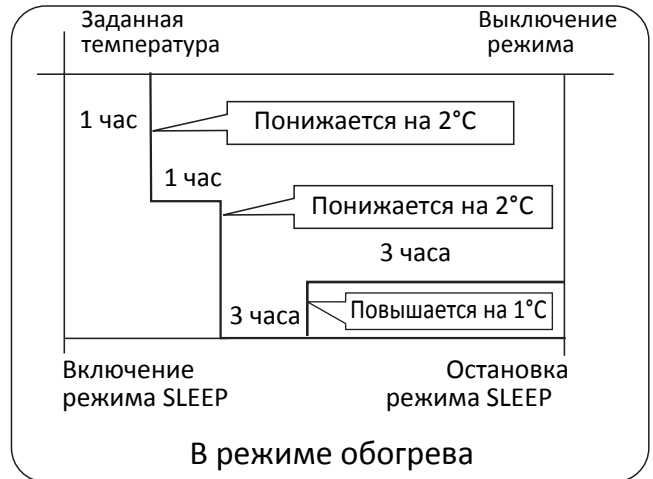 Заданная
температура
Выключение
режима
1 час
Понижается на 2°C
1 час
Понижается на 2°C
3 часа
3 часа
Повышается на 1°C
Включение
режима SLEEP
Остановка
режима SLEEP
В режиме обогрева